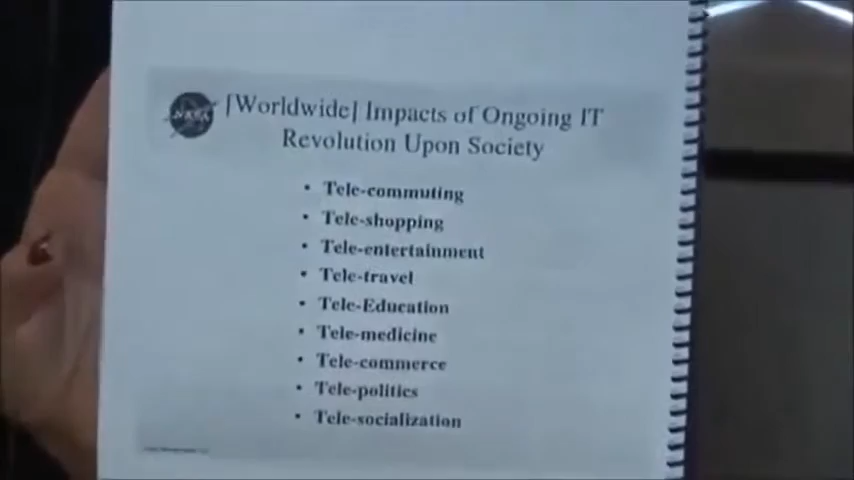 NASA
[Worldwide] Impacts of Ongoing IT
Revolution Upon Society
• Tele-commuting
• Tele-shopping
• Tele-entertainment
• Tele-travel
• Tele-Education
• Tele-medicine
• Tele-commerce
• Tele-politics
• Tele-socialization